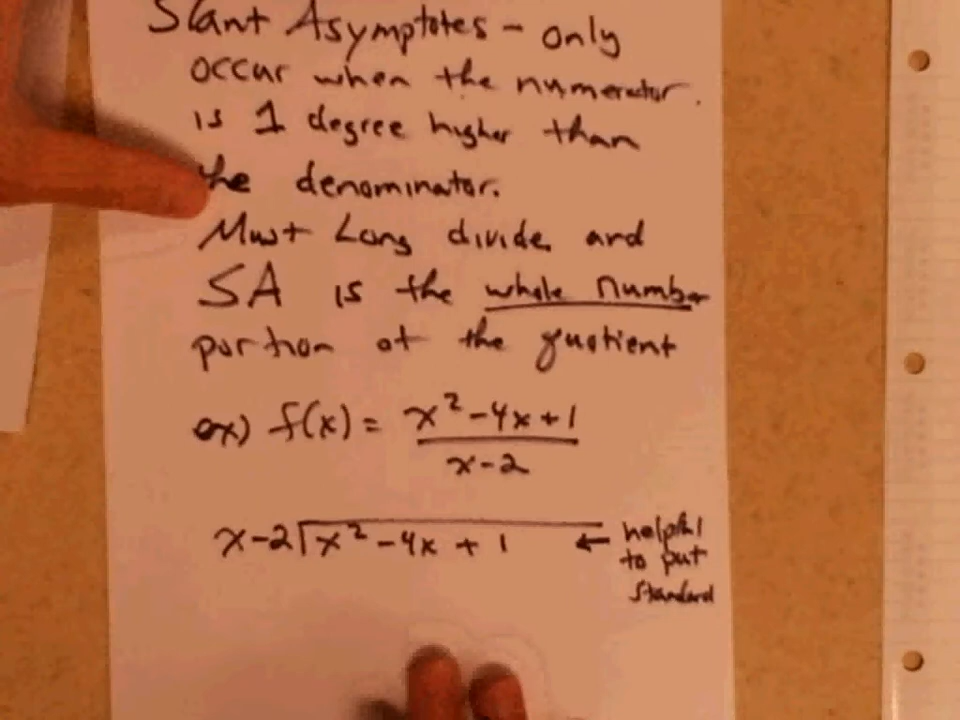 Slant Asymptotes - only
occur when the numerator
is 1 degree higher than
the denominator.
Must Long divide and
SA is the whole number
portion of the quotient
ex) f(x) = x² - 4x + 1
x - 2
x - 2 x² - 4x + 1 ← helpful
to put
standard